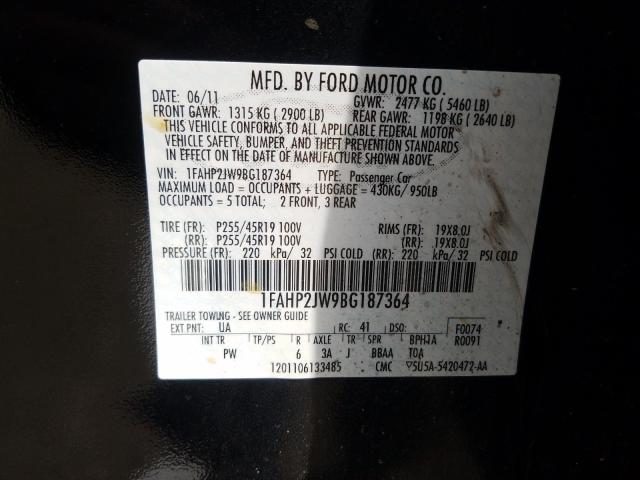 MFD. BY FORD MOTOR CO.
DATE: 06/11 GVWR: 2477 KG ( 5460 LB)
FRONT GAWR: 1315 KG ( 2900 LB) REAR GAWR: 1198 KG ( 2640 LB)
THIS VEHICLE CONFORMS TO ALL APPLICABLE FEDERAL MOTOR
VEHICLE SAFETY, BUMPER, AND THEFT PREVENTION STANDARDS
IN EFFECT ON THE DATE OF MANUFACTURE SHOWN ABOVE.
VIN: 1FAHP2JW9BG187364 TYPE: Passenger Car
MAXIMUM LOAD = OCCUPANTS + LUGGAGE = 430KG/ 950LB
OCCUPANTS = 5 TOTAL; 2 FRONT, 3 REAR
TIRE (FR): P255/45R19 100V RIMS (FR): 19X8.0J
(RR): P255/45R19 100V (RR): 19X8.0J
PRESSURE (FR): 220 kPa/ 32 PSI COLD (RR): 220 kPa/ 32 PSI COLD
1FAHP2JW9BG187364
TRAILER TOWING - SEE OWNER GUIDE
EXT PNT: UA RC: 41 DSO: F0074
INT TR TP/PS R AXLE TR SPR R0091
PW 6 3A J BBAA
1201106133485 CMC ▽5U5A-5420472-AA